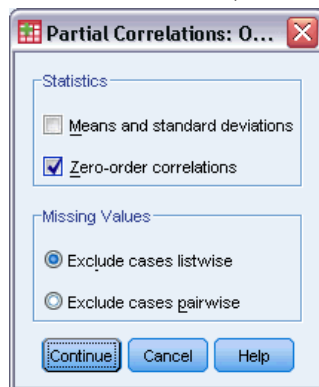 Partial Correlations: O...
Statistics
Means and standard deviations
Zero-order correlations
Missing Values
Exclude cases listwise
Exclude cases pairwise
Continue Cancel Help